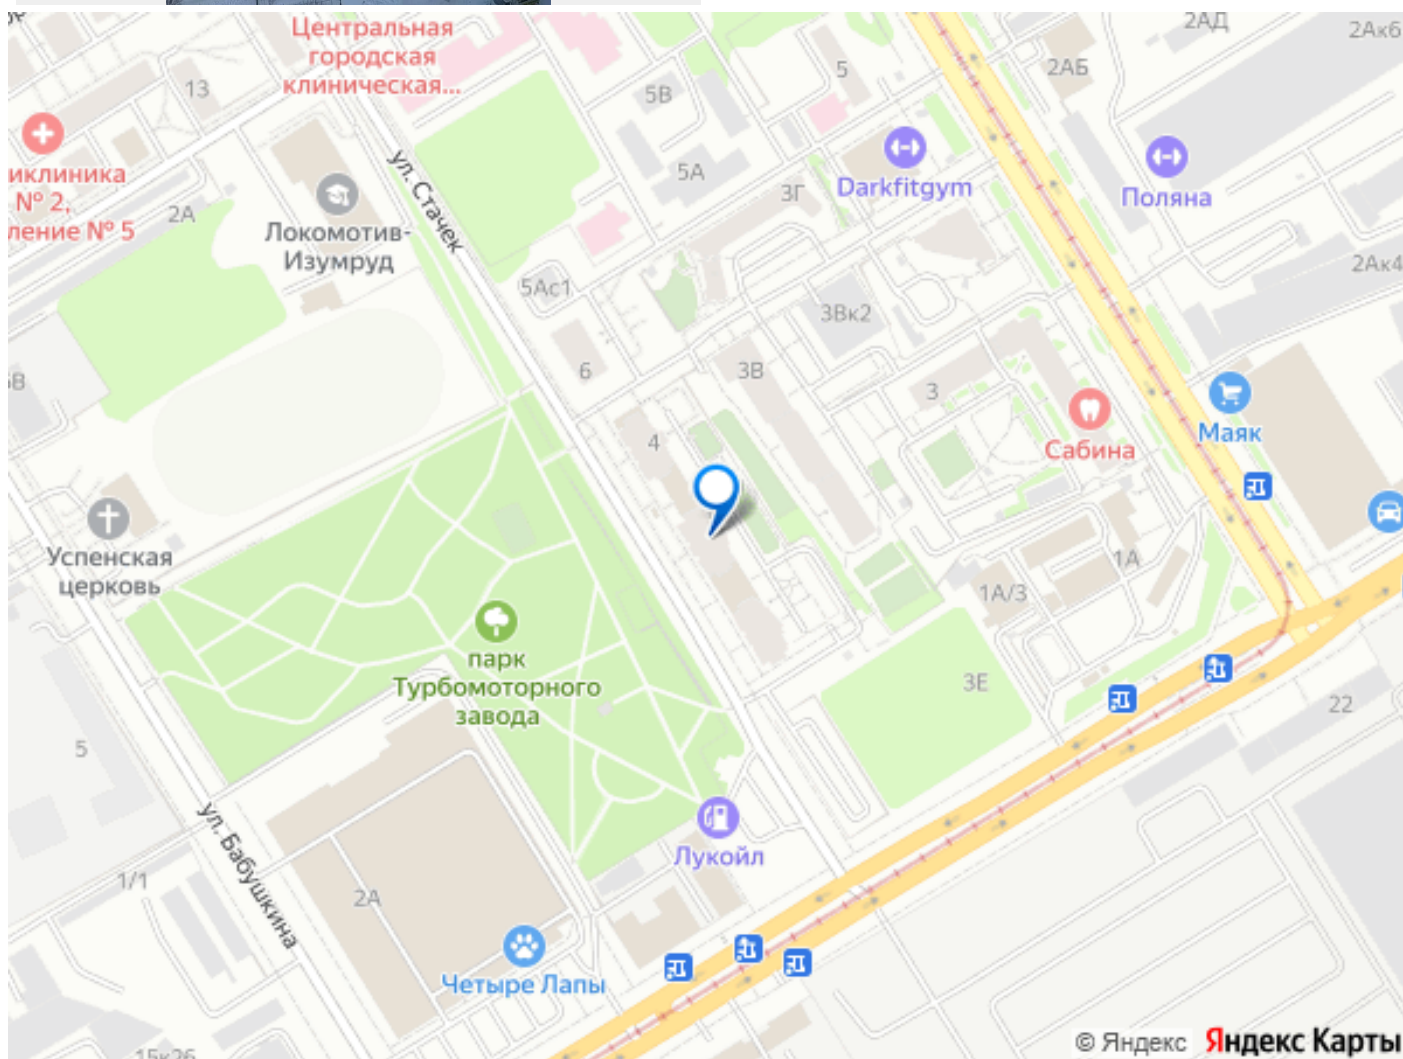 Центральная
городская
клиническая...
2АД
2Ак6
2АБ
5
13
5В
иклиника
№ 2,
ление № 5
2А
Локомотив-
Изумруд
ул. Стачек
5А
3Г
Darkfitgym
Поляна
2Ак4
5Ас1
3Вк2
6
3В
3
4
Сабина
Маяк
Успенская
церковь
1А
1А/3
парк
Турбомоторного
завода
3Е
22
5
Лукойл
ул. Бабушкина
1/1
2А
Четыре Лапы
15к26
© Яндекс
Яндекс Карты